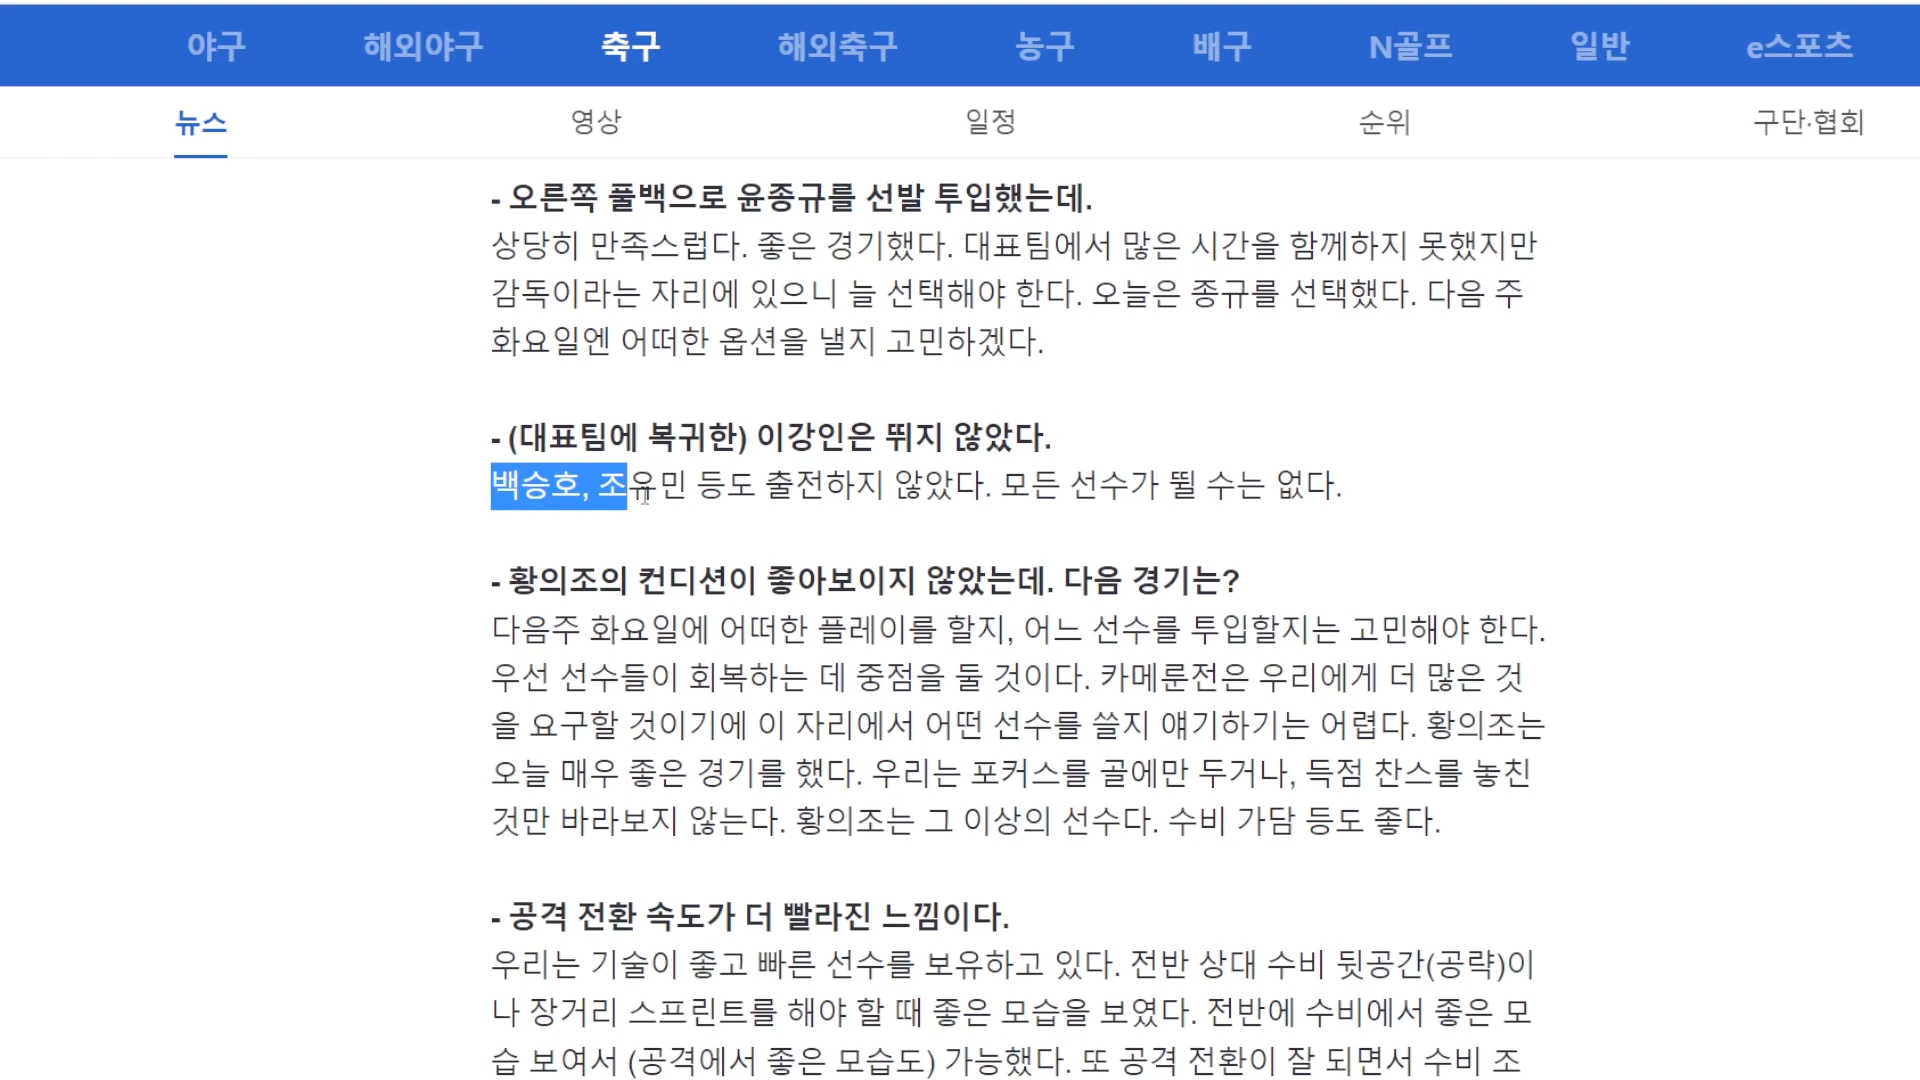 야구 해외야구 축구 해외축구 농구 배구 N골프 일반 e스포츠
뉴스 영상 일정 순위 구단·협회
- 오른쪽 풀백으로 윤종규를 선발 투입했는데.
상당히 만족스럽다. 좋은 경기했다. 대표팀에서 많은 시간을 함께하지 못했지만
감독이라는 자리에 있으니 늘 선택해야 한다. 오늘은 종규를 선택했다. 다음 주
화요일엔 어떠한 옵션을 낼지 고민하겠다.
- (대표팀에 복귀한) 이강인은 뛰지 않았다.
백승호, 조유민 등도 출전하지 않았다. 모든 선수가 뛸 수는 없다.
- 황의조의 컨디션이 좋아보이지 않았는데. 다음 경기는?
다음주 화요일에 어떠한 플레이를 할지, 어느 선수를 투입할지는 고민해야 한다.
우선 선수들이 회복하는 데 중점을 둘 것이다. 카메룬전은 우리에게 더 많은 것
을 요구할 것이기에 이 자리에서 어떤 선수를 쓸지 얘기하기는 어렵다. 황의조는
오늘 매우 좋은 경기를 했다. 우리는 포커스를 골에만 두거나, 득점 찬스를 놓친
것만 바라보지 않는다. 황의조는 그 이상의 선수다. 수비 가담 등도 좋다.
- 공격 전환 속도가 더 빨라진 느낌이다.
우리는 기술이 좋고 빠른 선수를 보유하고 있다. 전반 상대 수비 뒷공간(공략)이
나 장거리 스프린트를 해야 할 때 좋은 모습을 보였다. 전반에 수비에서 좋은 모
습 보여서 (공격에서 좋은 모습도) 가능했다. 또 공격 전환이 잘 되면서 수비 조